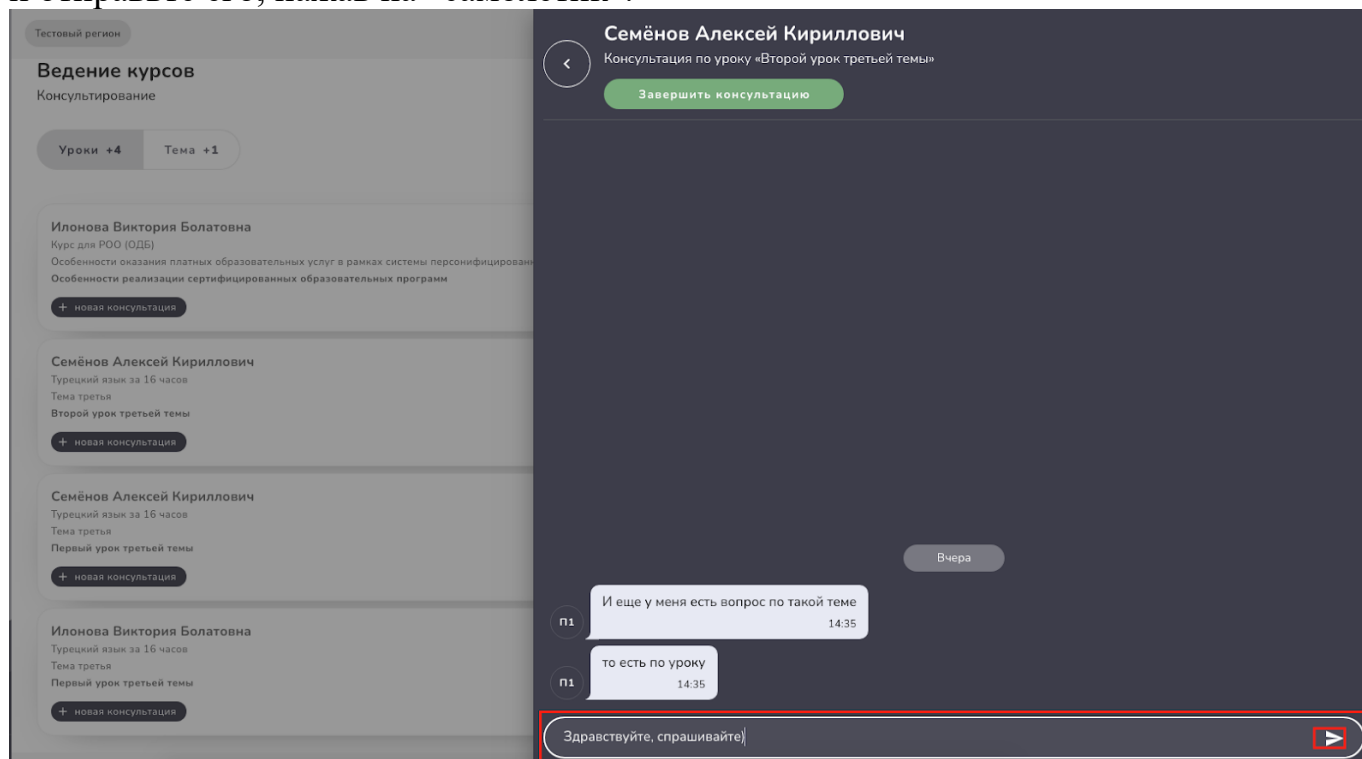 и отправьте его, нажав на "самолетик".
Тестовый регион
Ведение курсов
Консультирование
Уроки +4
Тема +1
Илонова Виктория Болатовна
Курс для РОО (ОДБ)
Особенности оказания платных образовательных услуг в рамках системы персонифицирован
Особенности реализации сертифицированных образовательных программ
+ новая консультация
Семёнов Алексей Кириллович
Турецкий язык за 16 часов
Тема третья
Второй урок третьей темы
+ новая консультация
Семёнов Алексей Кириллович
Турецкий язык за 16 часов
Тема третья
Первый урок третьей темы
+ новая консультация
Илонова Виктория Болатовна
Турецкий язык за 16 часов
Тема третья
Первый урок третьей темы
+ новая консультация
Семёнов Алексей Кириллович
Консультация по уроку «Второй урок третьей темы»
Завершить консультацию
Вчера
П1
И еще у меня есть вопрос по такой теме
14:35
П1
то есть по уроку
14:35
Здравствуйте, спрашивайте)